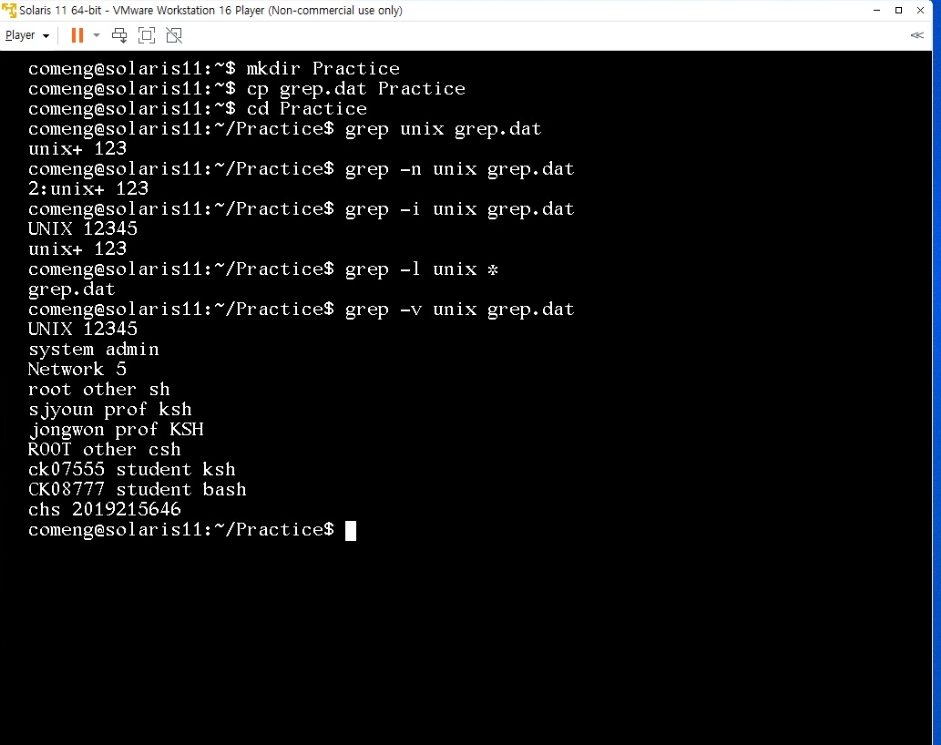 Solaris 11 64-bit - VMware Workstation 16 Player (Non-commercial use only)
Player
comeng@solaris11:~$ mkdir Practice
comeng@solaris11:~$ cp grep.dat Practice
comeng@solaris11:~$ cd Practice
comeng@solaris11:~/Practice$ grep unix grep.dat
unix+ 123
comeng@solaris11:~/Practice$ grep -n unix grep.dat
2:unix+ 123
comeng@solaris11:~/Practice$ grep -i unix grep.dat
UNIX 12345
unix+ 123
comeng@solaris11:~/Practice$ grep -l unix *
grep.dat
comeng@solaris11:~/Practice$ grep -v unix grep.dat
UNIX 12345
system admin
Network 5
root other sh
sjyoun prof ksh
jongwon prof KSH
ROOT other csh
ck07555 student ksh
CK08777 student bash
chs 2019215646
comeng@solaris11:~/Practice$